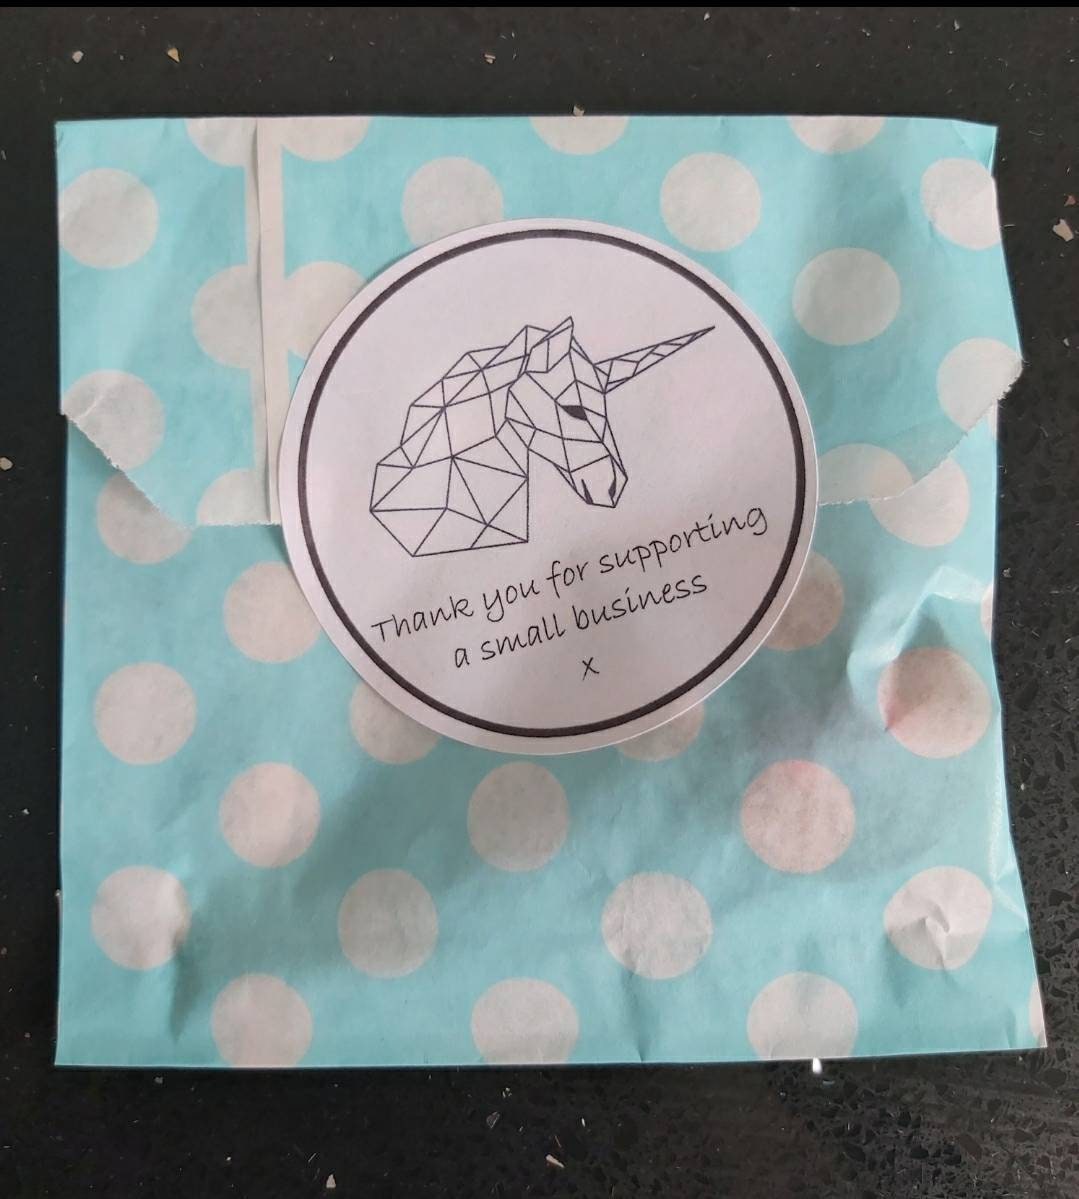 Thank you for supporting
a small business
x